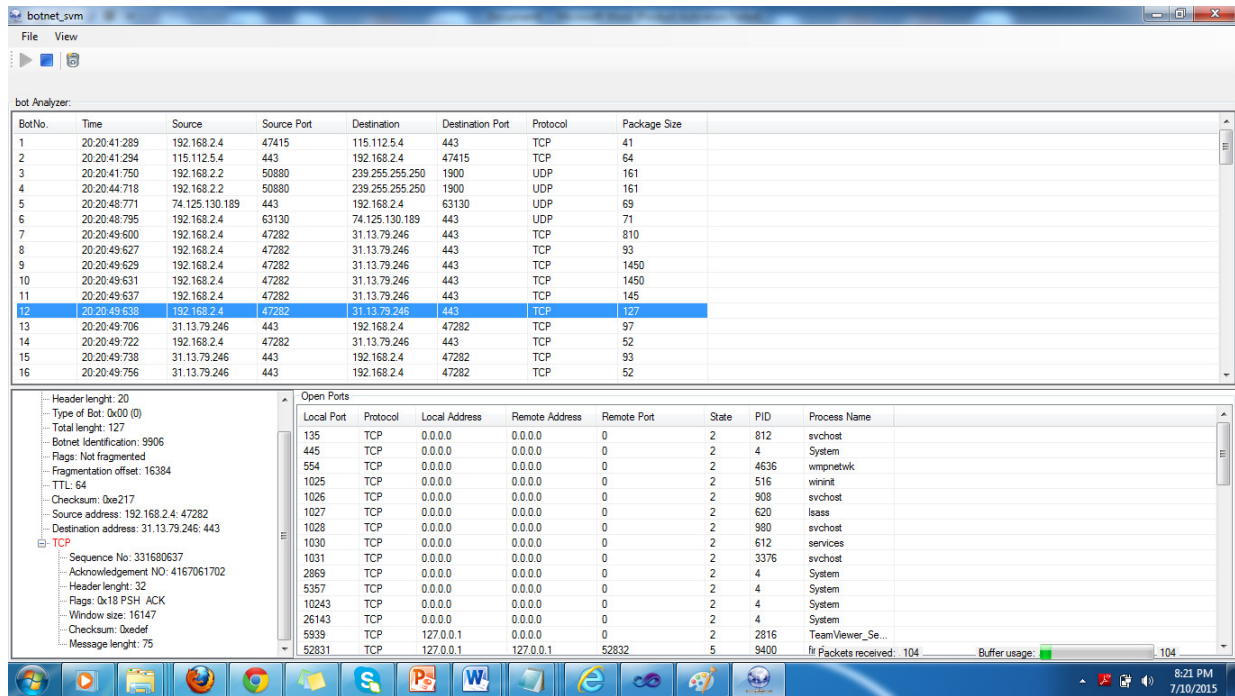 botnet_svm
File View
bot Analyzer:
BotNo. Time Source Source Port Destination Destination Port Protocol Package Size
1 20:20:41:289 192.168.2.4 47415 115.112.5.4 443 TCP 41
2 20:20:41:294 115.112.5.4 443 192.168.2.4 47415 TCP 64
3 20:20:41:750 192.168.2.2 50880 239.255.255.250 1900 UDP 161
4 20:20:44:718 192.168.2.2 50880 239.255.255.250 1900 UDP 161
5 20:20:48:771 74.125.130.189 443 192.168.2.4 63130 UDP 69
6 20:20:48:795 192.168.2.4 63130 74.125.130.189 443 UDP 71
7 20:20:49:600 192.168.2.4 47282 31.13.79.246 443 TCP 810
8 20:20:49:627 192.168.2.4 47282 31.13.79.246 443 TCP 93
9 20:20:49:629 192.168.2.4 47282 31.13.79.246 443 TCP 1450
10 20:20:49:631 192.168.2.4 47282 31.13.79.246 443 TCP 1450
11 20:20:49:637 192.168.2.4 47282 31.13.79.246 443 TCP 145
12 20:20:49:638 192.168.2.4 47282 31.13.79.246 443 TCP 127
13 20:20:49:706 31.13.79.246 443 192.168.2.4 47282 TCP 97
14 20:20:49:722 192.168.2.4 47282 31.13.79.246 443 TCP 52
15 20:20:49:738 31.13.79.246 443 192.168.2.4 47282 TCP 93
16 20:20:49:756 31.13.79.246 443 192.168.2.4 47282 TCP 52
Header lenght: 20
Type of Bot: 0x00 (0)
Total lenght: 127
Botnet Identification: 9906
Flags: Not fragmented
Fragmentation offset: 16384
TTL: 64
Checksum: 0xe217
Source address: 192.168.2.4: 47282
Destination address: 31.13.79.246: 443
TCP
Sequence No: 331680637
Acknowledgement NO: 4167061702
Header lenght: 32
Flags: 0x18 PSH ACK
Window size: 16147
Checksum: 0xedef
Message lenght: 75
Open Ports
Local Port Protocol Local Address Remote Address Remote Port State PID Process Name
135 TCP 0.0.0.0 0.0.0.0 0 2 812 svchost
445 TCP 0.0.0.0 0.0.0.0 0 2 4 System
554 TCP 0.0.0.0 0.0.0.0 0 2 4636 wmpnetwk
1025 TCP 0.0.0.0 0.0.0.0 0 2 516 wininit
1026 TCP 0.0.0.0 0.0.0.0 0 2 908 svchost
1027 TCP 0.0.0.0 0.0.0.0 0 2 620 lsass
1028 TCP 0.0.0.0 0.0.0.0 0 2 980 svchost
1030 TCP 0.0.0.0 0.0.0.0 0 2 612 services
1031 TCP 0.0.0.0 0.0.0.0 0 2 3376 svchost
2869 TCP 0.0.0.0 0.0.0.0 0 2 4 System
5357 TCP 0.0.0.0 0.0.0.0 0 2 4 System
10243 TCP 0.0.0.0 0.0.0.0 0 2 4 System
26143 TCP 0.0.0.0 0.0.0.0 0 2 4 System
5939 TCP 127.0.0.1 0.0.0.0 0 2 2816 TeamViewer_Se...
52831 TCP 127.0.0.1 127.0.0.1 52832 5 9400
Packets received: 104 Buffer usage: 104
8:21 PM
7/10/2015